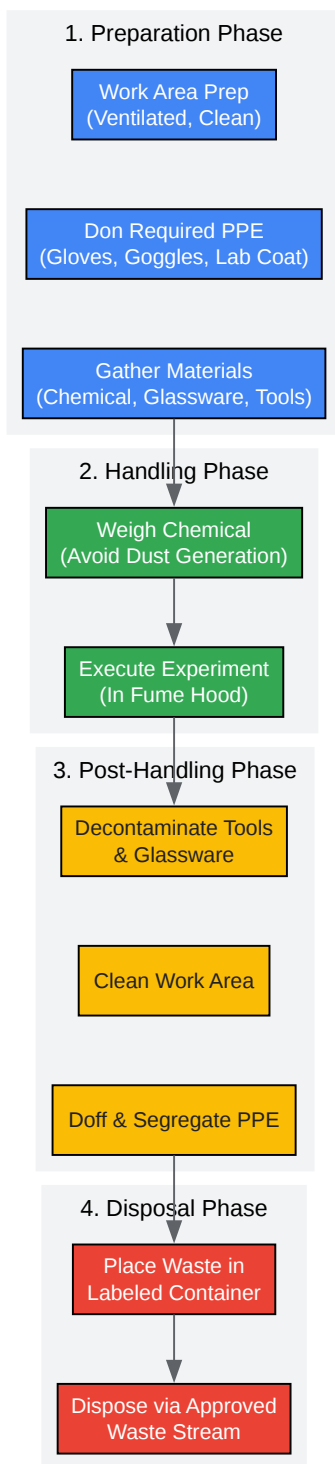 1. Preparation Phase
Work Area Prep
(Ventilated, Clean)
Don Required PPE
(Gloves, Goggles, Lab Coat)
Gather Materials
(Chemical, Glassware, Tools)
2. Handling Phase
Weigh Chemical
(Avoid Dust Generation)
Execute Experiment
(In Fume Hood)
3. Post-Handling Phase
Decontaminate Tools
& Glassware
Clean Work Area
Doff & Segregate PPE
4. Disposal Phase
Place Waste in
Labeled Container
Dispose via Approved
Waste Stream